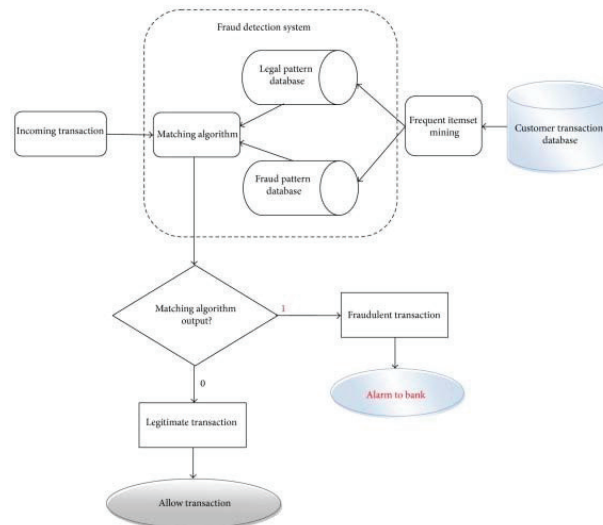 Fraud detection system
Legal pattern
database
Incoming transaction
Matching algorithm
Frequent itemset
mining
Customer transaction
database
Fraud pattern
database
Matching algorithm
output?
1
Fraudulent transaction
0
Alarm to bank
Legitimate transaction
Allow transaction